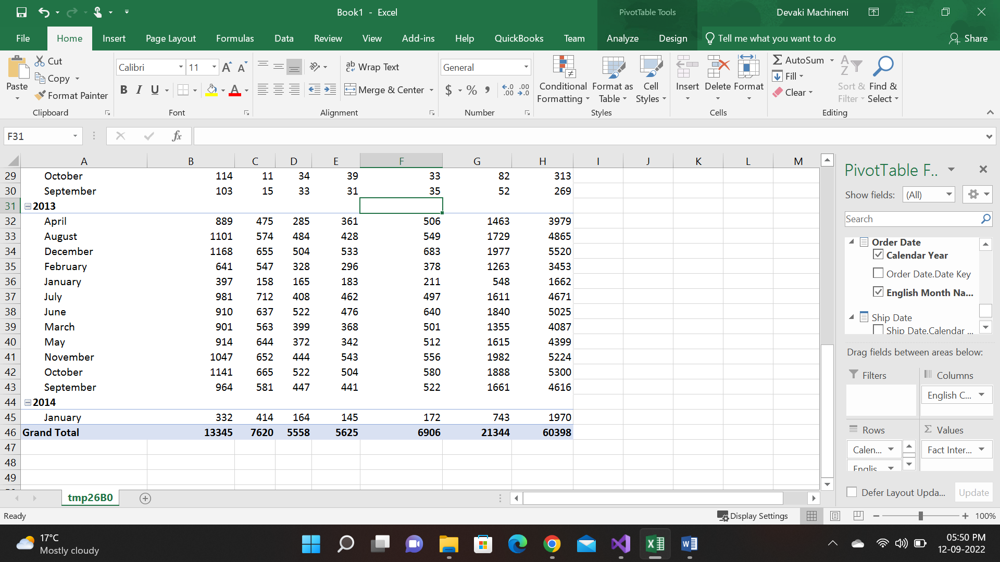 Book1 - Excel
PivotTable Tools
Devaki Machineni
File Home Insert Page Layout Formulas Data Review View Add-ins Help QuickBooks Team Analyze Design Tell me what you want to do Share
Paste
Cut
Copy
Format Painter
Clipboard
Calibri 11
B I U
Font
Wrap Text
Merge & Center
Alignment
General
$ % ,
Number
Conditional Formatting
Format as Table
Cell Styles
Styles
Insert Delete Format
Cells
AutoSum
Fill
Clear
Sort & Filter
Find & Select
Editing
F31
fx
A B C D E F G H I J K L M
29 October 114 11 34 39 33 82 313
30 September 103 15 33 31 35 52 269
31 2013
32 April 889 475 285 361 506 1463 3979
33 August 1101 574 484 428 549 1729 4865
34 December 1168 655 504 533 683 1977 5520
35 February 641 547 328 296 378 1263 3453
36 January 397 158 165 183 211 548 1662
37 July 981 712 408 462 497 1611 4671
38 June 910 637 522 476 640 1840 5025
39 March 901 563 399 368 501 1355 4087
40 May 914 644 372 342 512 1615 4399
41 November 1047 652 444 543 556 1982 5224
42 October 1141 665 522 504 580 1888 5300
43 September 964 581 447 441 522 1661 4616
44 2014
45 January 332 414 164 145 172 743 1970
46 Grand Total 13345 7620 5558 5625 6906 21344 60398
47
48
49
PivotTable F..
Show fields: (All)
Search
Order Date
Calendar Year
Order Date.Date Key
English Month Na...
Ship Date
Ship Date.Calendar ...
Drag fields between areas below:
Filters
Columns
English C...
Rows
Calen...
Englis
Values
Fact Inter...
Defer Layout Upda...
Update
tmp26B0
Ready
Display Settings
100%
17°C
Mostly cloudy
05:50 PM
12-09-2022